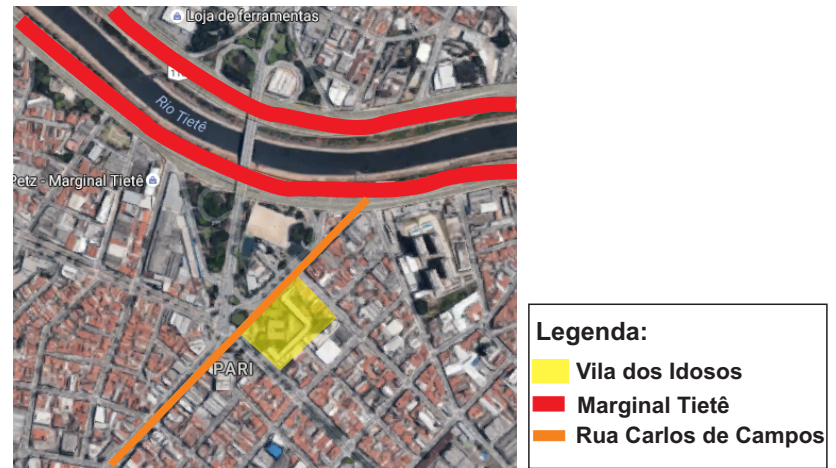 Loja de ferramentas
11
Rio Tietê
Petz - Marginal Tietê
PARI
Legenda:
Vila dos Idosos
Marginal Tietê
Rua Carlos de Campos